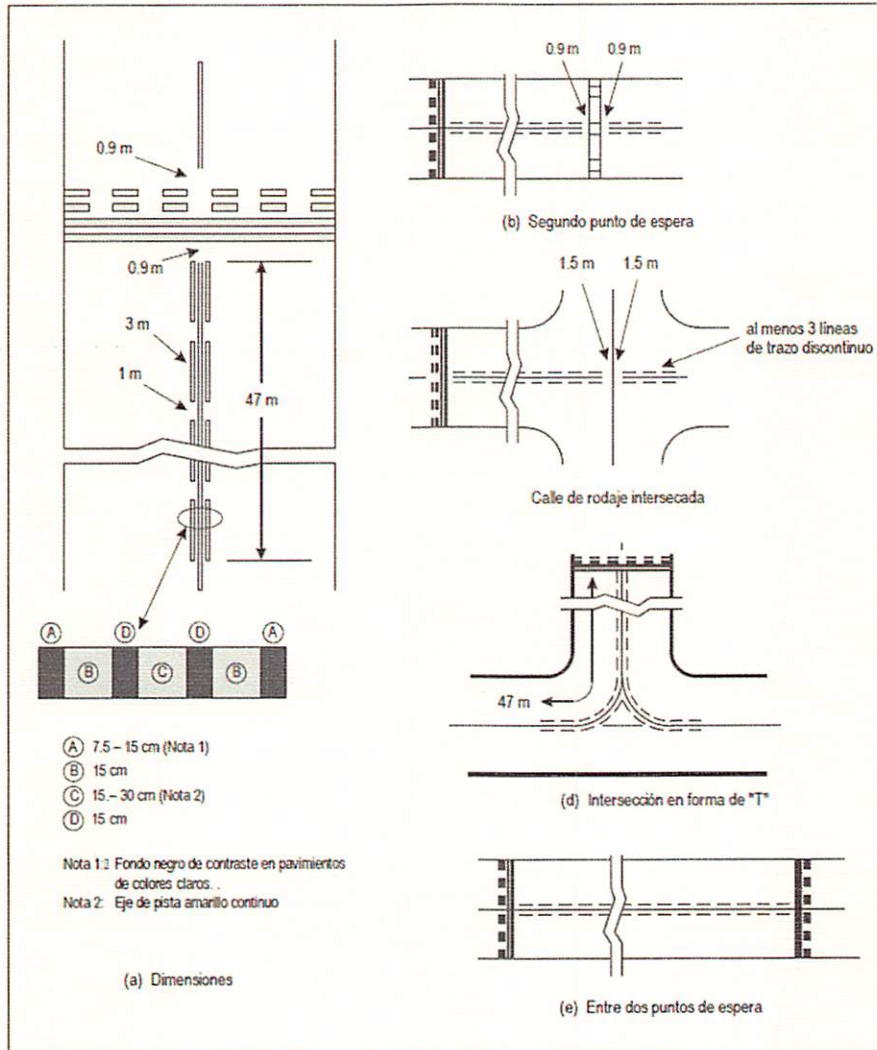 0.9 m
0.9 m
3 m
1 m
47 m
A D D A
B C B
A 7.5 – 15 cm (Nota 1)
B 15 cm
C 15.– 30 cm (Nota 2)
D 15 cm
Nota 1: Fondo negro de contraste en pavimientos
de colores claros. .
Nota 2: Eje de pista amarillo continuo
(a) Dimensiones
0.9 m 0.9 m
(b) Segundo punto de espera
1.5 m 1.5 m
al menos 3 líneas
de trazo discontinuo
Calle de rodaje intersecada
47 m
(d) Intersección en forma de "T"
(e) Entre dos puntos de espera